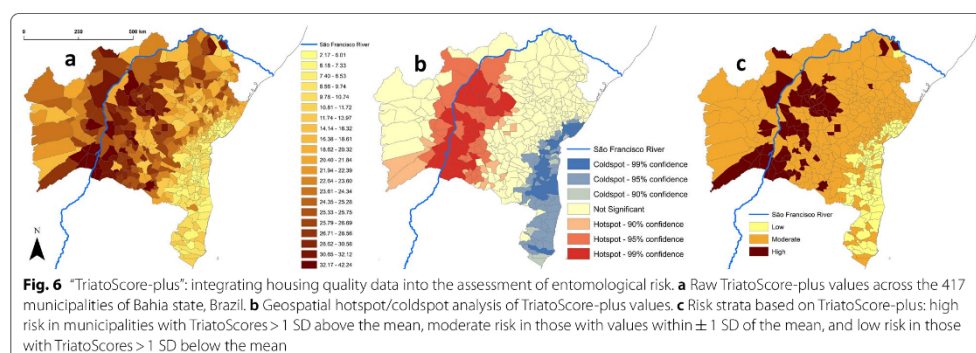 0 250 500 km
a
São Francisco River
2.17 - 6.01
6.18 - 7.33
7.40 - 8.53
8.56 - 9.74
9.78 - 10.74
10.81 - 11.72
11.74 - 13.97
14.14 - 16.32
16.38 - 18.61
18.62 - 20.32
20.40 - 21.84
21.94 - 22.39
22.64 - 23.60
23.61 - 24.34
24.35 - 25.28
25.33 - 25.75
25.79 - 26.69
26.71 - 28.56
28.62 - 30.58
30.65 - 32.12
32.17 - 42.24
N
b
São Francisco River
Coldspot - 99% confidence
Coldspot - 95% confidence
Coldspot - 90% confidence
Not Significant
Hotspot - 90% confidence
Hotspot - 95% confidence
Hotspot - 99% confidence
c
São Francisco River
Low
Moderate
High
Fig. 6 "TriatoScore-plus": integrating housing quality data into the assessment of entomological risk. a Raw TriatoScore-plus values across the 417
municipalities of Bahia state, Brazil. b Geospatial hotspot/coldspot analysis of TriatoScore-plus values. c Risk strata based on TriatoScore-plus: high
risk in municipalities with TriatoScores > 1 SD above the mean, moderate risk in those with values within ± 1 SD of the mean, and low risk in those
with TriatoScores > 1 SD below the mean